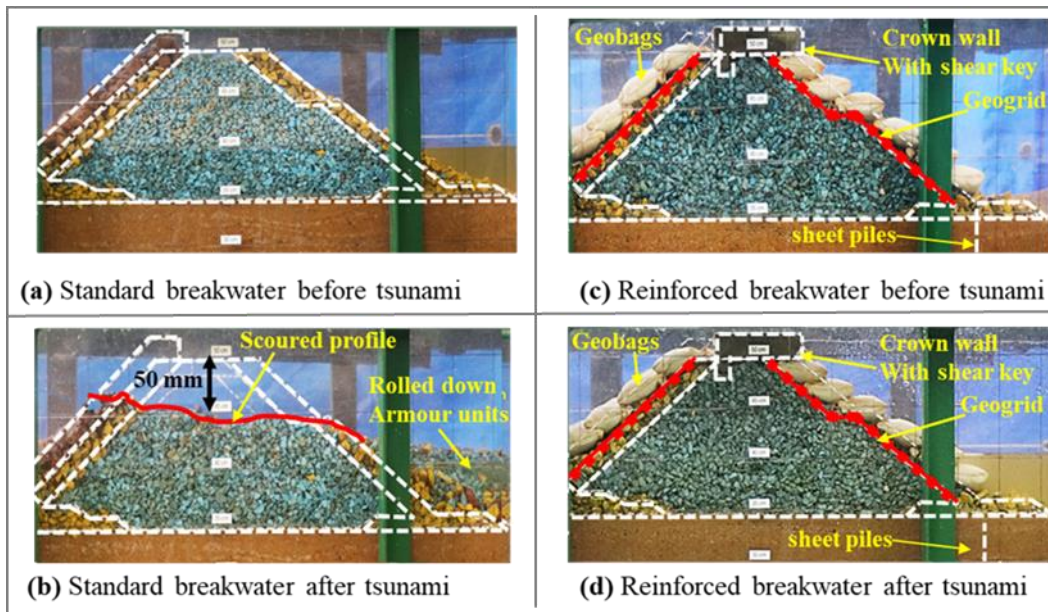 (a) Standard breakwater before tsunami
Geobags
Crown wall
With shear key
Geogrid
sheet piles
(c) Reinforced breakwater before tsunami
50 mm
Scoured profile
Rolled down
Armour units
(b) Standard breakwater after tsunami
Geobags
Crown wall
With shear key
Geogrid
sheet piles
(d) Reinforced breakwater after tsunami